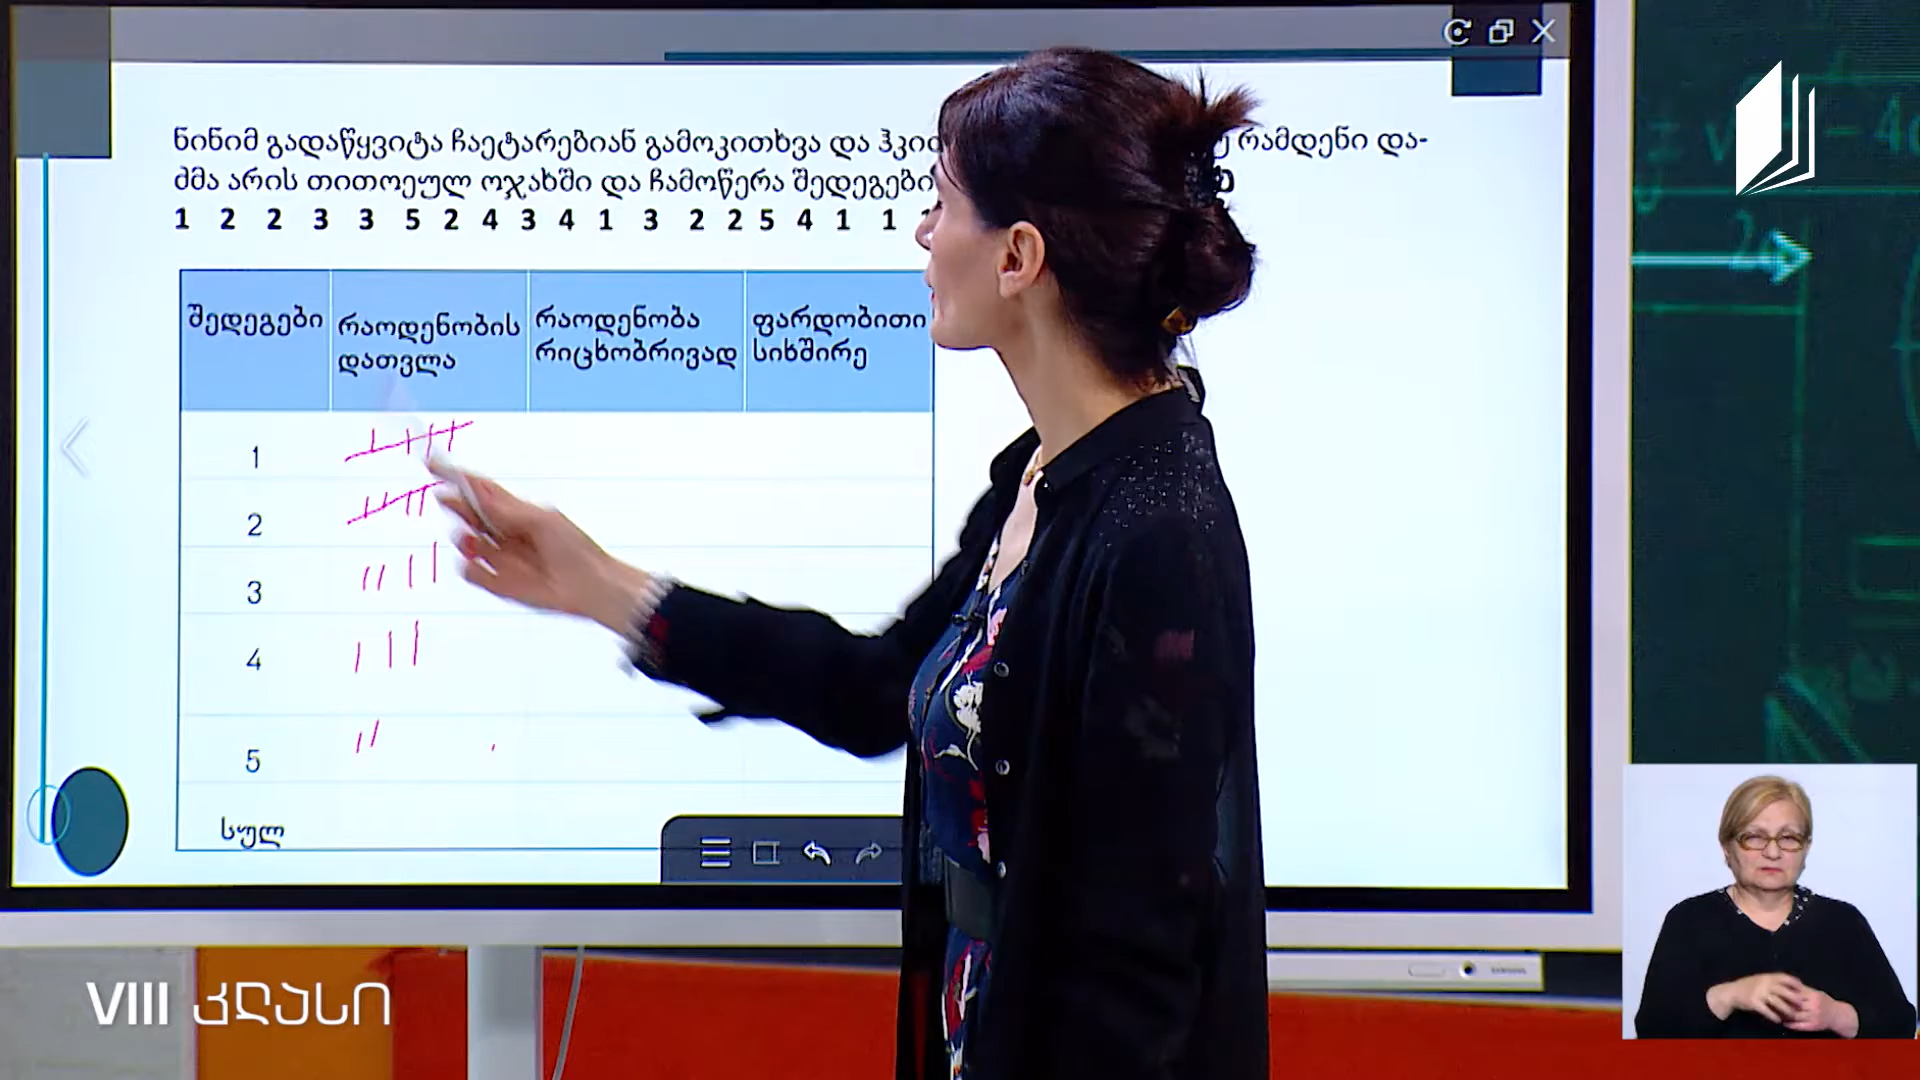 ნინიმ გადაწყვიტა ჩაეტარებიან გამოკითხვა და რამდენი და-
ძმა არის თითოეულ ოჯახში და ჩამოწერა შედეგები
1 2 2 3 3 5 2 4 3 4 1 3 2 2 5 4 1 1
შედეგები რაოდენობის დათვლა რაოდენობა რიცხობრივად ფარდობითი სიხშირე
1
2
3
4
5
სულ
VIII კლასი